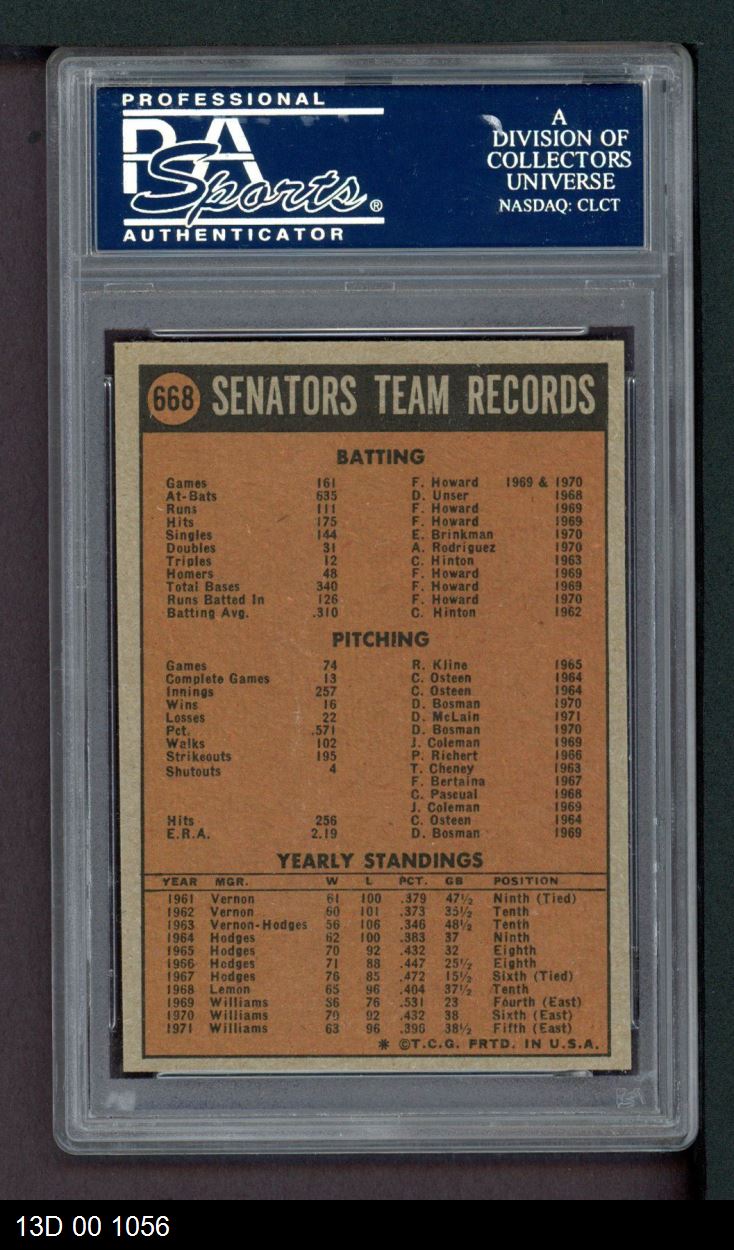 PROFESSIONAL
PSA
Sports®
AUTHENTICATOR
A
DIVISION OF
COLLECTORS
UNIVERSE
NASDAQ: CLCT
668 SENATORS TEAM RECORDS
BATTING
Games 161 F. Howard 1969 & 1970
At-Bats 635 D. Unser 1968
Runs 111 F. Howard 1969
Hits 175 F. Howard 1969
Singles 144 E. Brinkman 1970
Doubles 31 A. Rodriguez 1970
Triples 12 C. Hinton 1963
Homers 48 F. Howard 1969
Total Bases 340 F. Howard 1969
Runs Batted In 126 F. Howard 1970
Batting Avg. .310 C. Hinton 1962
PITCHING
Games 74 R. Kline 1965
Complete Games 13 C. Osteen 1964
Innings 257 C. Osteen 1964
Wins 16 D. Bosman 1970
Losses 22 D. McLain 1971
Pct. .571 D. Bosman 1970
Walks 102 J. Coleman 1969
Strikeouts 195 P. Richert 1966
Shutouts 4 T. Cheney 1963
F. Bertaina 1967
C. Pascual 1968
J. Coleman 1969
Hits 256 C. Osteen 1964
E.R.A. 2.19 D. Bosman 1969
YEARLY STANDINGS
YEAR MGR. W L PCT. GB POSITION
1961 Vernon 61 100 .379 47½ Ninth (Tied)
1962 Vernon 60 101 .373 35½ Tenth
1963 Vernon-Hodges 56 106 .346 48½ Tenth
1964 Hodges 62 100 .383 37 Ninth
1965 Hodges 70 92 .432 32 Eighth
1966 Hodges 71 88 .447 25½ Eighth
1967 Hodges 76 85 .472 15½ Sixth (Tied)
1968 Lemon 65 96 .404 37½ Tenth
1969 Williams 86 76 .531 23 Fourth (East)
1970 Williams 70 92 .432 38 Sixth (East)
1971 Williams 63 96 .396 38½ Fifth (East)
* ©T.C.G. PRTD. IN U.S.A.
13D 00 1056